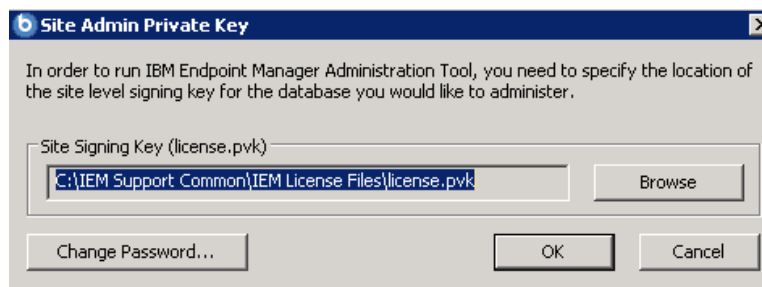 Site Admin Private Key
In order to run IBM Endpoint Manager Administration Tool, you need to specify the location of
the site level signing key for the database you would like to administer.
Site Signing Key (license.pvk)
C:\IEM Support Common\IEM License Files\license.pvk
Browse
Change Password...
OK
Cancel